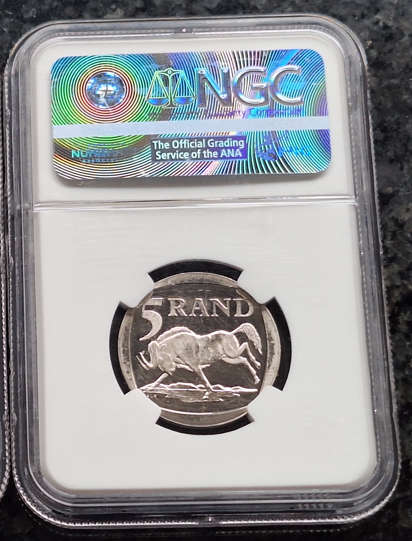 NGC
The Official Grading
Service of the ANA
5 RAND